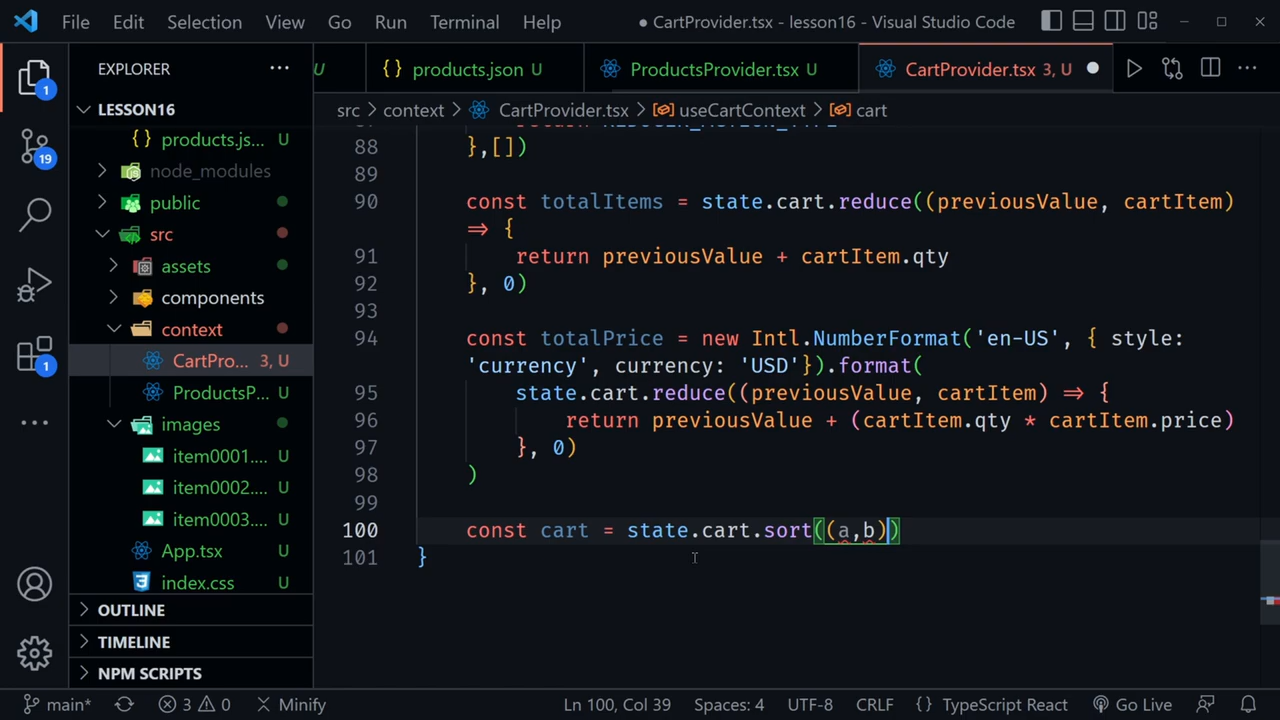 File Edit Selection View Go Run Terminal Help
● CartProvider.tsx - lesson16 - Visual Studio Code
EXPLORER ···
U
{} products.json U
ProductsProvider.tsx U
CartProvider.tsx 3, U ●
1
LESSON16
src > context > CartProvider.tsx > useCartContext > cart
products.js... U
node_modules
19
public
src
assets
components
context
1
CartPro... 3, U
ProductsP... U
images
item0001.... U
item0002.... U
item0003.... U
App.tsx U
index.css U
OUTLINE
TIMELINE
NPM SCRIPTS
88 },[])
89
90 const totalItems = state.cart.reduce((previousValue, cartItem)
=> {
91 return previousValue + cartItem.qty
92 }, 0)
93
94 const totalPrice = new Intl.NumberFormat('en-US', { style:
'currency', currency: 'USD'}).format(
95 state.cart.reduce((previousValue, cartItem) => {
96 return previousValue + (cartItem.qty * cartItem.price)
97 }, 0)
98 )
99
100 const cart = state.cart.sort((a,b))
101 }
main* 3 0 Minify Ln 100, Col 39 Spaces: 4 UTF-8 CRLF {} TypeScript React Go Live